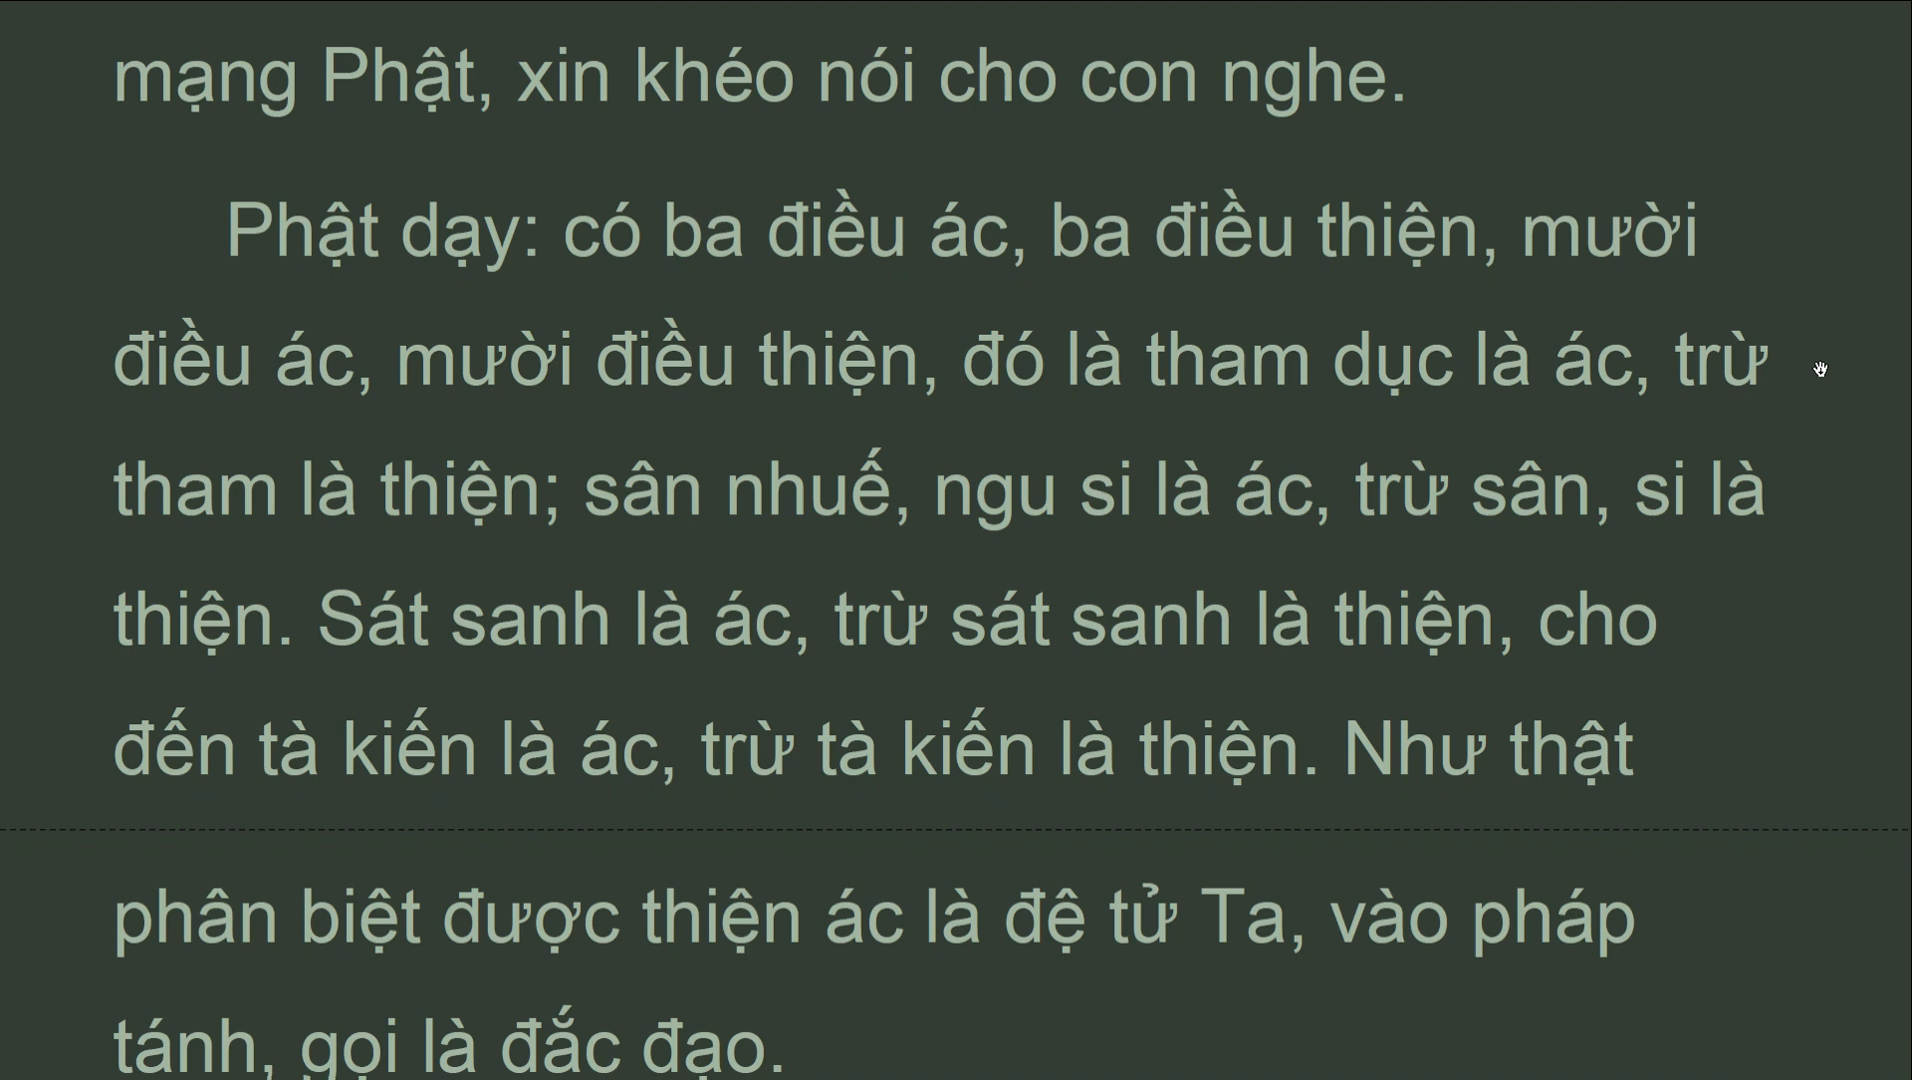 mạng Phật, xin khéo nói cho con nghe.
Phật dạy: có ba điều ác, ba điều thiện, mười
điều ác, mười điều thiện, đó là tham dục là ác, trừ
tham là thiện; sân nhuế, ngu si là ác, trừ sân, si là
thiện. Sát sanh là ác, trừ sát sanh là thiện, cho
đến tà kiến là ác, trừ tà kiến là thiện. Như thật
phân biệt được thiện ác là đệ tử Ta, vào pháp
tánh, gọi là đắc đạo.